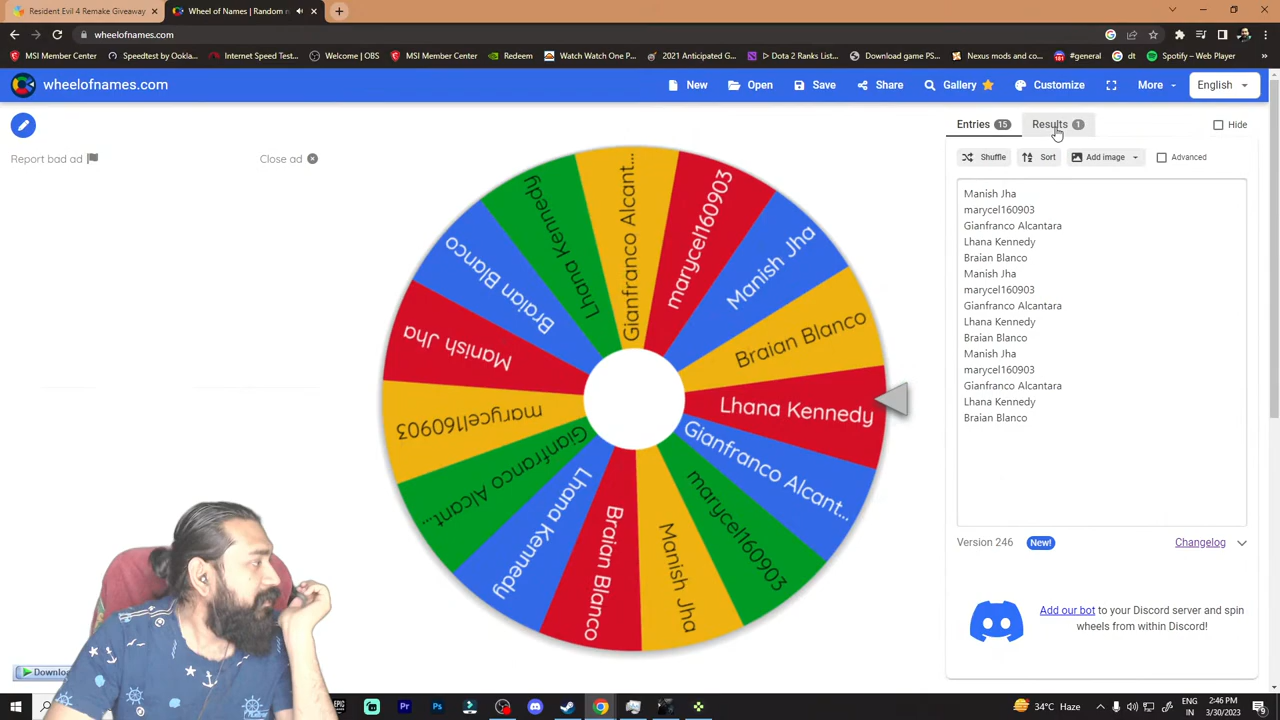 Resident Evil 4 Remake Giveaway
Wheel of Names | Random n
wheelofnames.com
MSI Member Center
Speedtest by Ookla...
Internet Speed Test...
Welcome | OBS
MSI Member Center
Redeem
Watch Watch One P...
2021 Anticipated G...
Dota 2 Ranks List...
Download game PS...
Nexus mods and co...
181
#general
dt
Spotify – Web Player
wheelofnames.com
New
Open
Save
Share
Gallery
Customize
More
English
Report bad ad
Close ad
Entries 15
Results 1
Hide
Shuffle
Sort
Add image
Advanced
Gianfranco Alcant...
marycel160903
Manish Jha
Braian Blanco
Lhana Kennedy
Gianfranco Alcant...
marycel160903
Manish Jha
Braian Blanco
Lhana Kennedy
Gianfranco Alcant...
marycel160903
Manish Jha
Braian Blanco
Lhana Kennedy
Manish Jha
marycel160903
Gianfranco Alcantara
Lhana Kennedy
Braian Blanco
Manish Jha
marycel160903
Gianfranco Alcantara
Lhana Kennedy
Braian Blanco
Manish Jha
marycel160903
Gianfranco Alcantara
Lhana Kennedy
Braian Blanco
Version 246
New!
Changelog
Add our bot to your Discord server and spin
wheels from within Discord!
Downloa
Pr
Ps
34°C Haze
ENG
IN
2:46 PM
3/30/2023